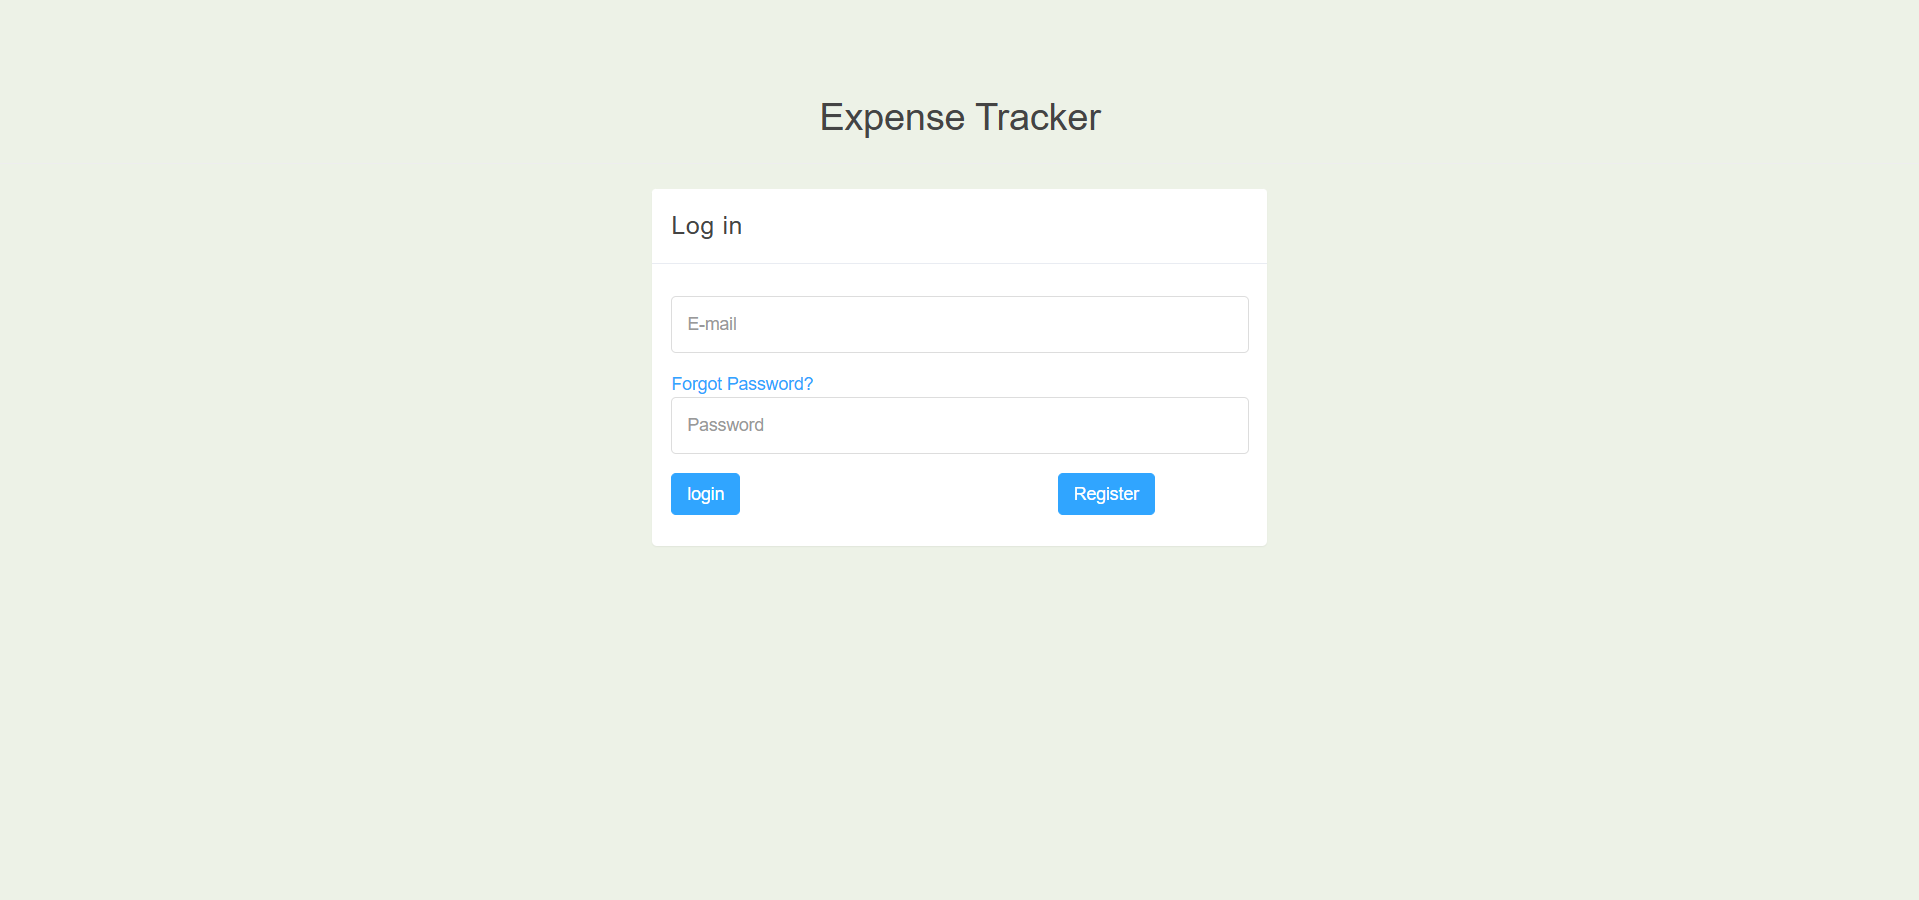 Expense Tracker
Log in
E-mail
Forgot Password?
Password
login Register